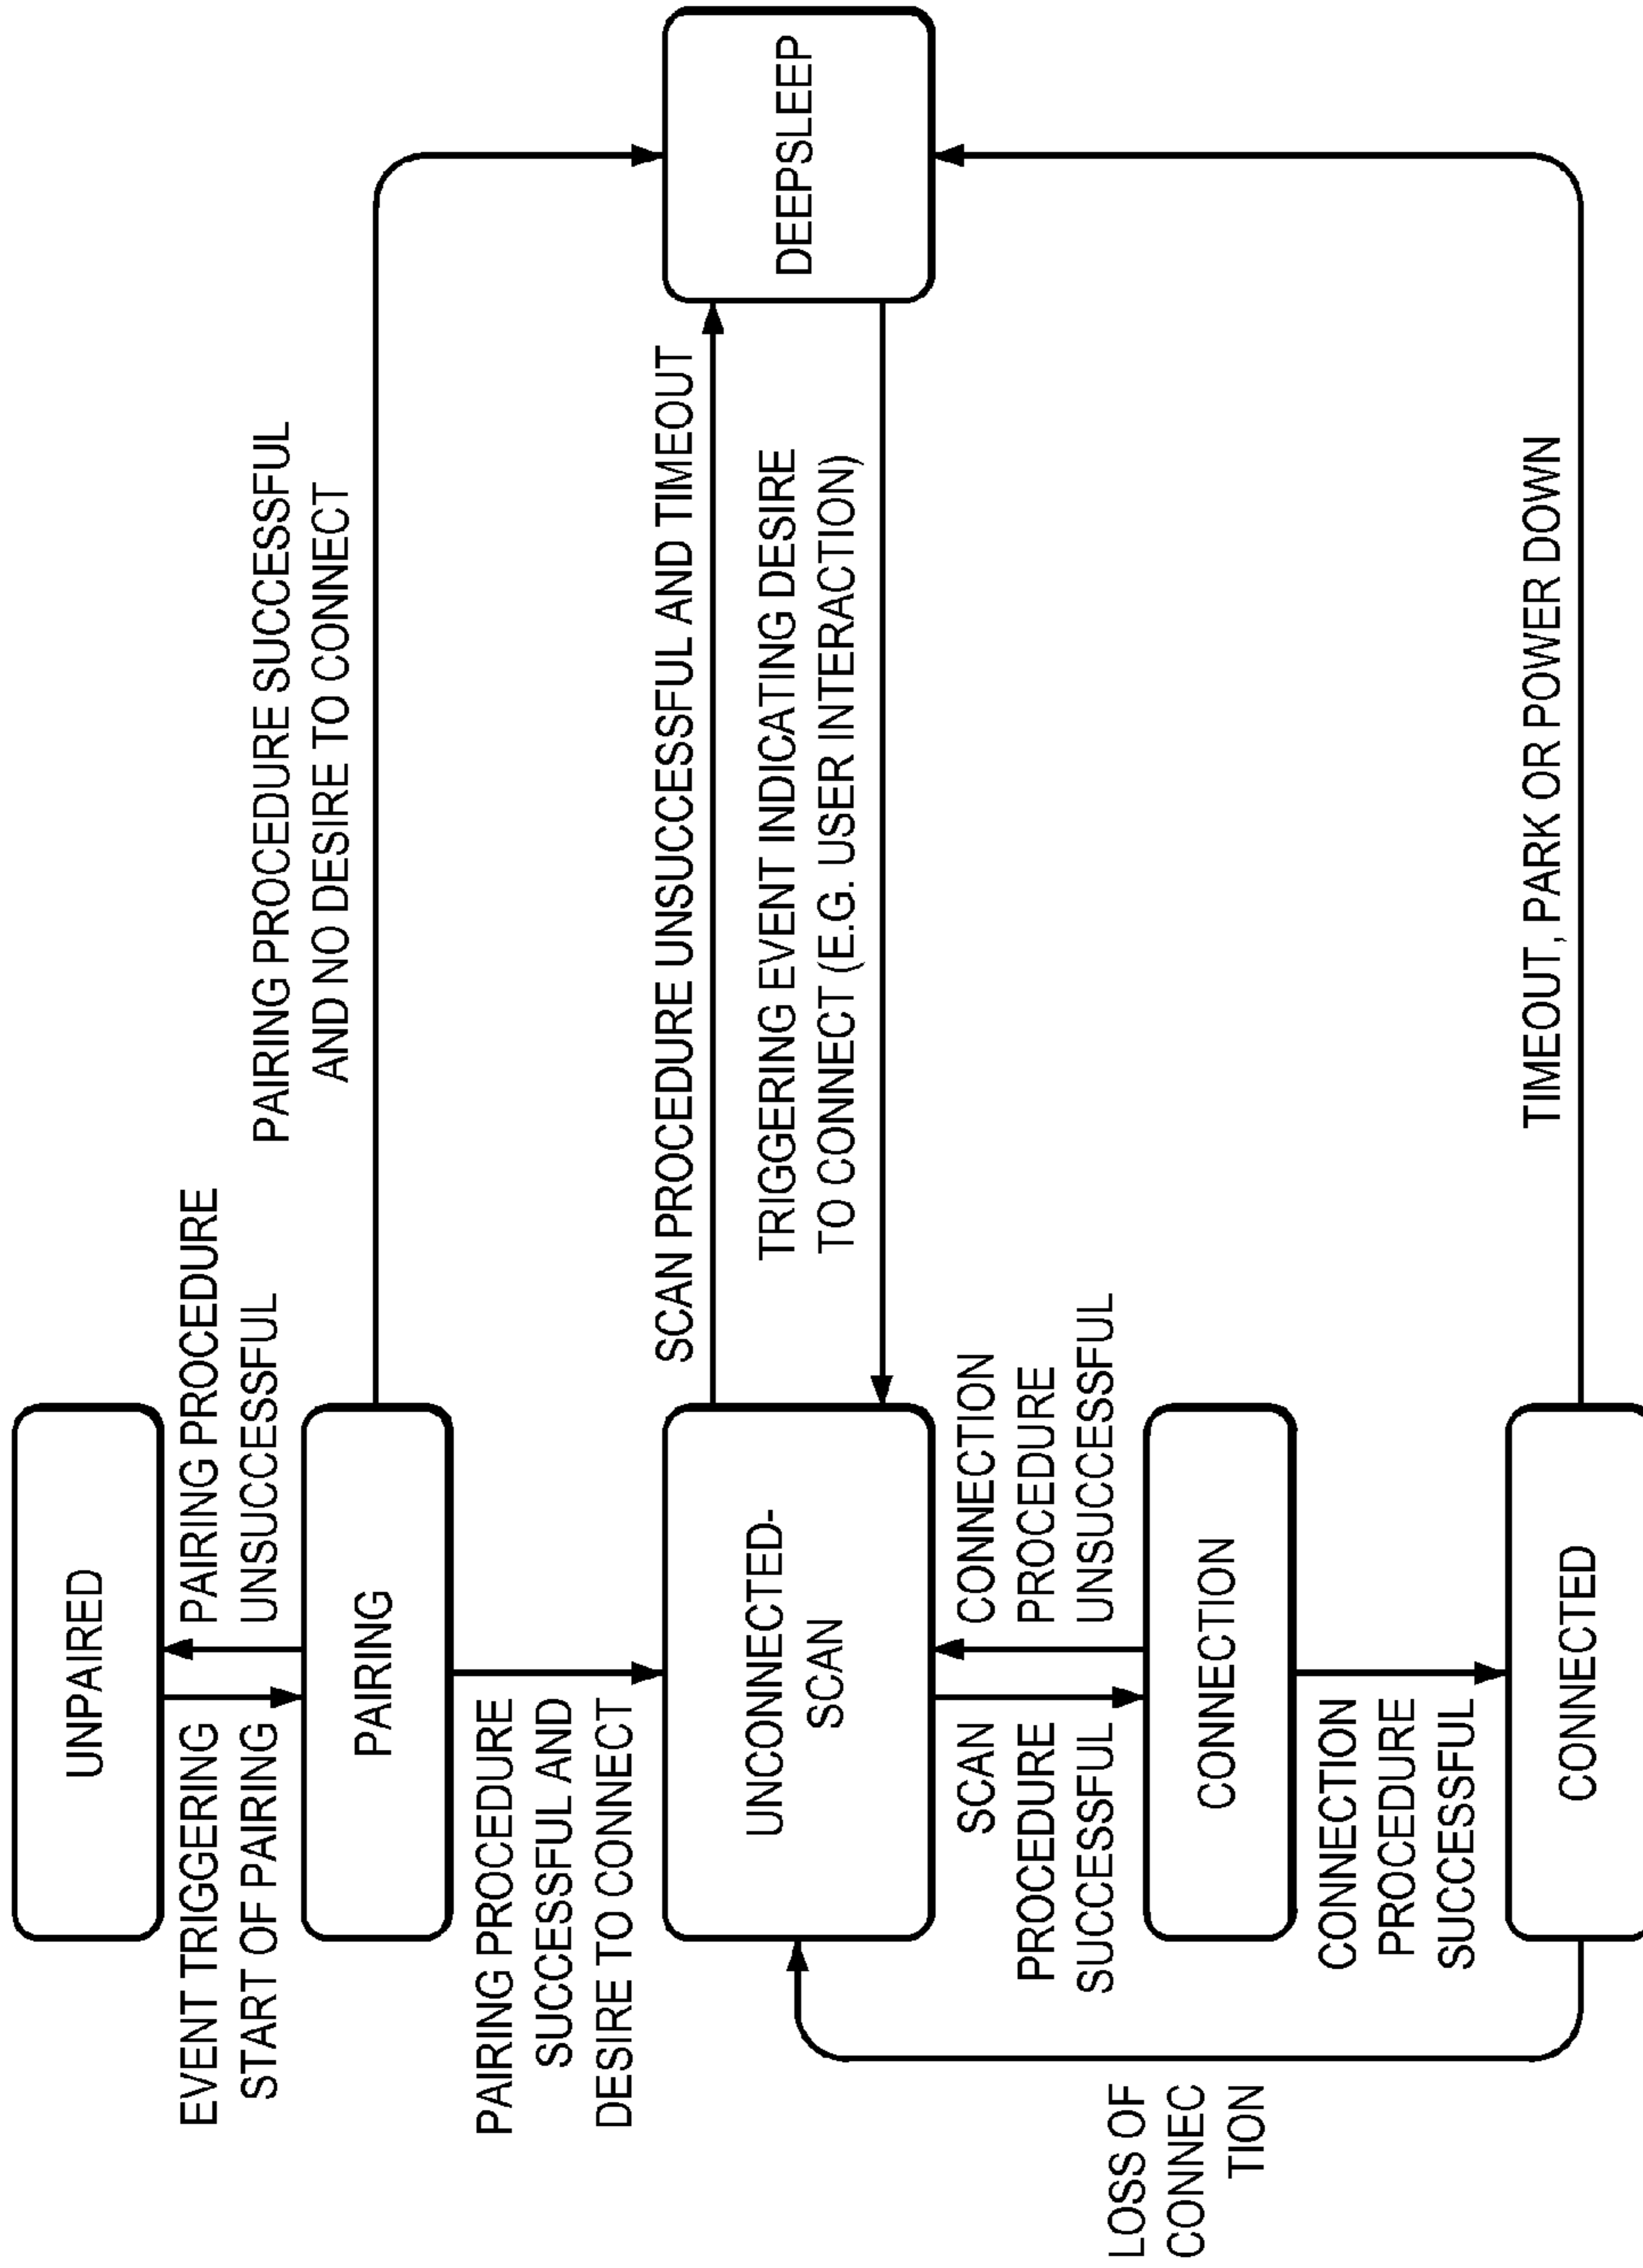 UNPAIRED
EVENT TRIGGERING
START OF PAIRING
PAIRING PROCEDURE
UNSUCCESSFUL
PAIRING
PAIRING PROCEDURE SUCCESSFUL
AND NO DESIRE TO CONNECT
PAIRING PROCEDURE
SUCCESSFUL AND
DESIRE TO CONNECT
SCAN PROCEDURE UNSUCCESSFUL AND TIMEOUT
UNCONNECTED-
SCAN
DEEPSLEEP
TRIGGERING EVENT INDICATING DESIRE
TO CONNECT (E.G. USER INTERACTION)
SCAN
PROCEDURE
SUCCESSFUL
CONNECTION
PROCEDURE
UNSUCCESSFUL
LOSS OF
CONNEC
TION
CONNECTION
CONNECTION
PROCEDURE
SUCCESSFUL
TIMEOUT, PARK OR POWER DOWN
CONNECTED